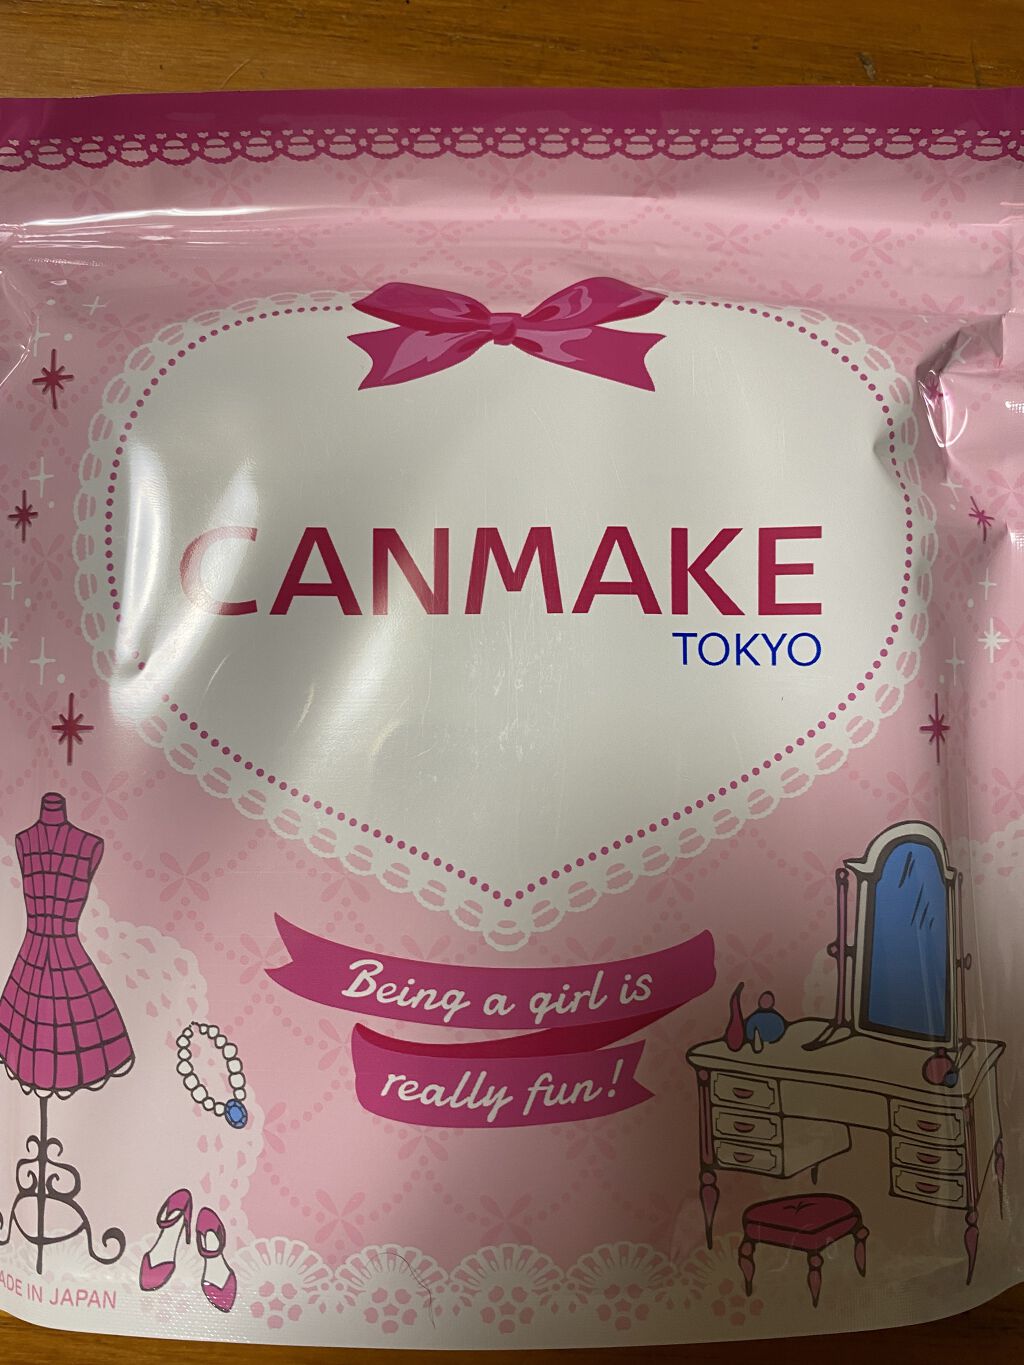 CANMAKE
TOKYO
Being a girl is
really fun!
ADE IN JAPAN